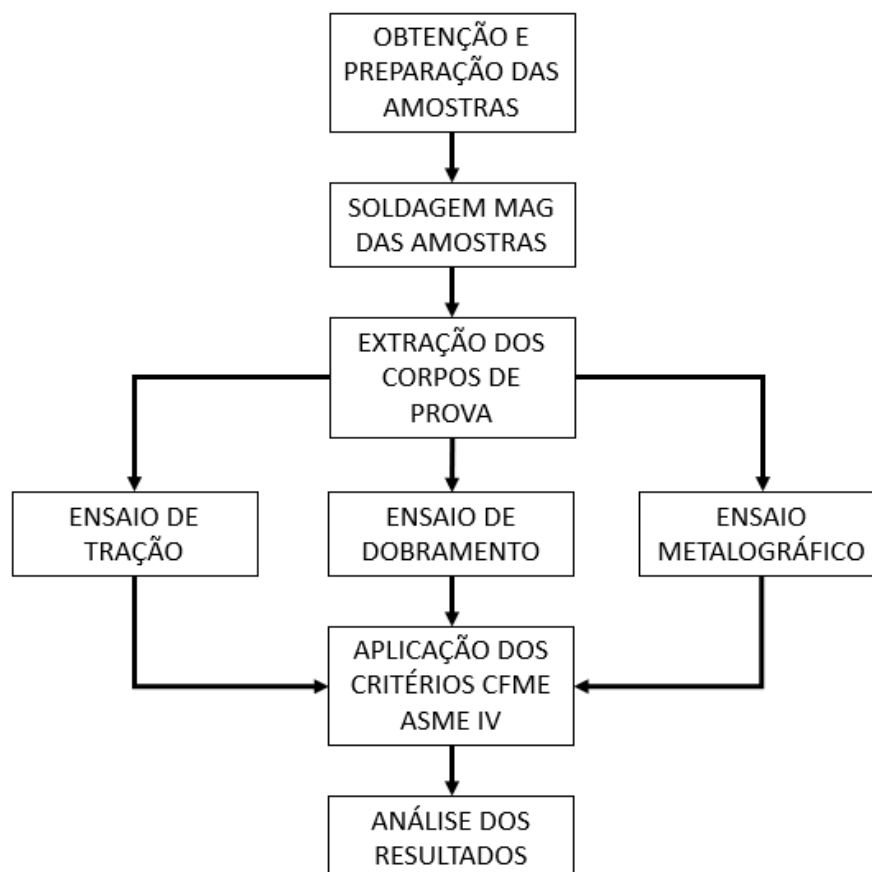 OBTENÇÃO E
PREPARAÇÃO DAS
AMOSTRAS
SOLDAGEM MAG
DAS AMOSTRAS
EXTRAÇÃO DOS
CORPOS DE
PROVA
ENSAIO DE
TRAÇÃO
ENSAIO DE
DOBRAMENTO
ENSAIO
METALOGRÁFICO
APLICAÇÃO DOS
CRITÉRIOS CFME
ASME IV
ANÁLISE DOS
RESULTADOS